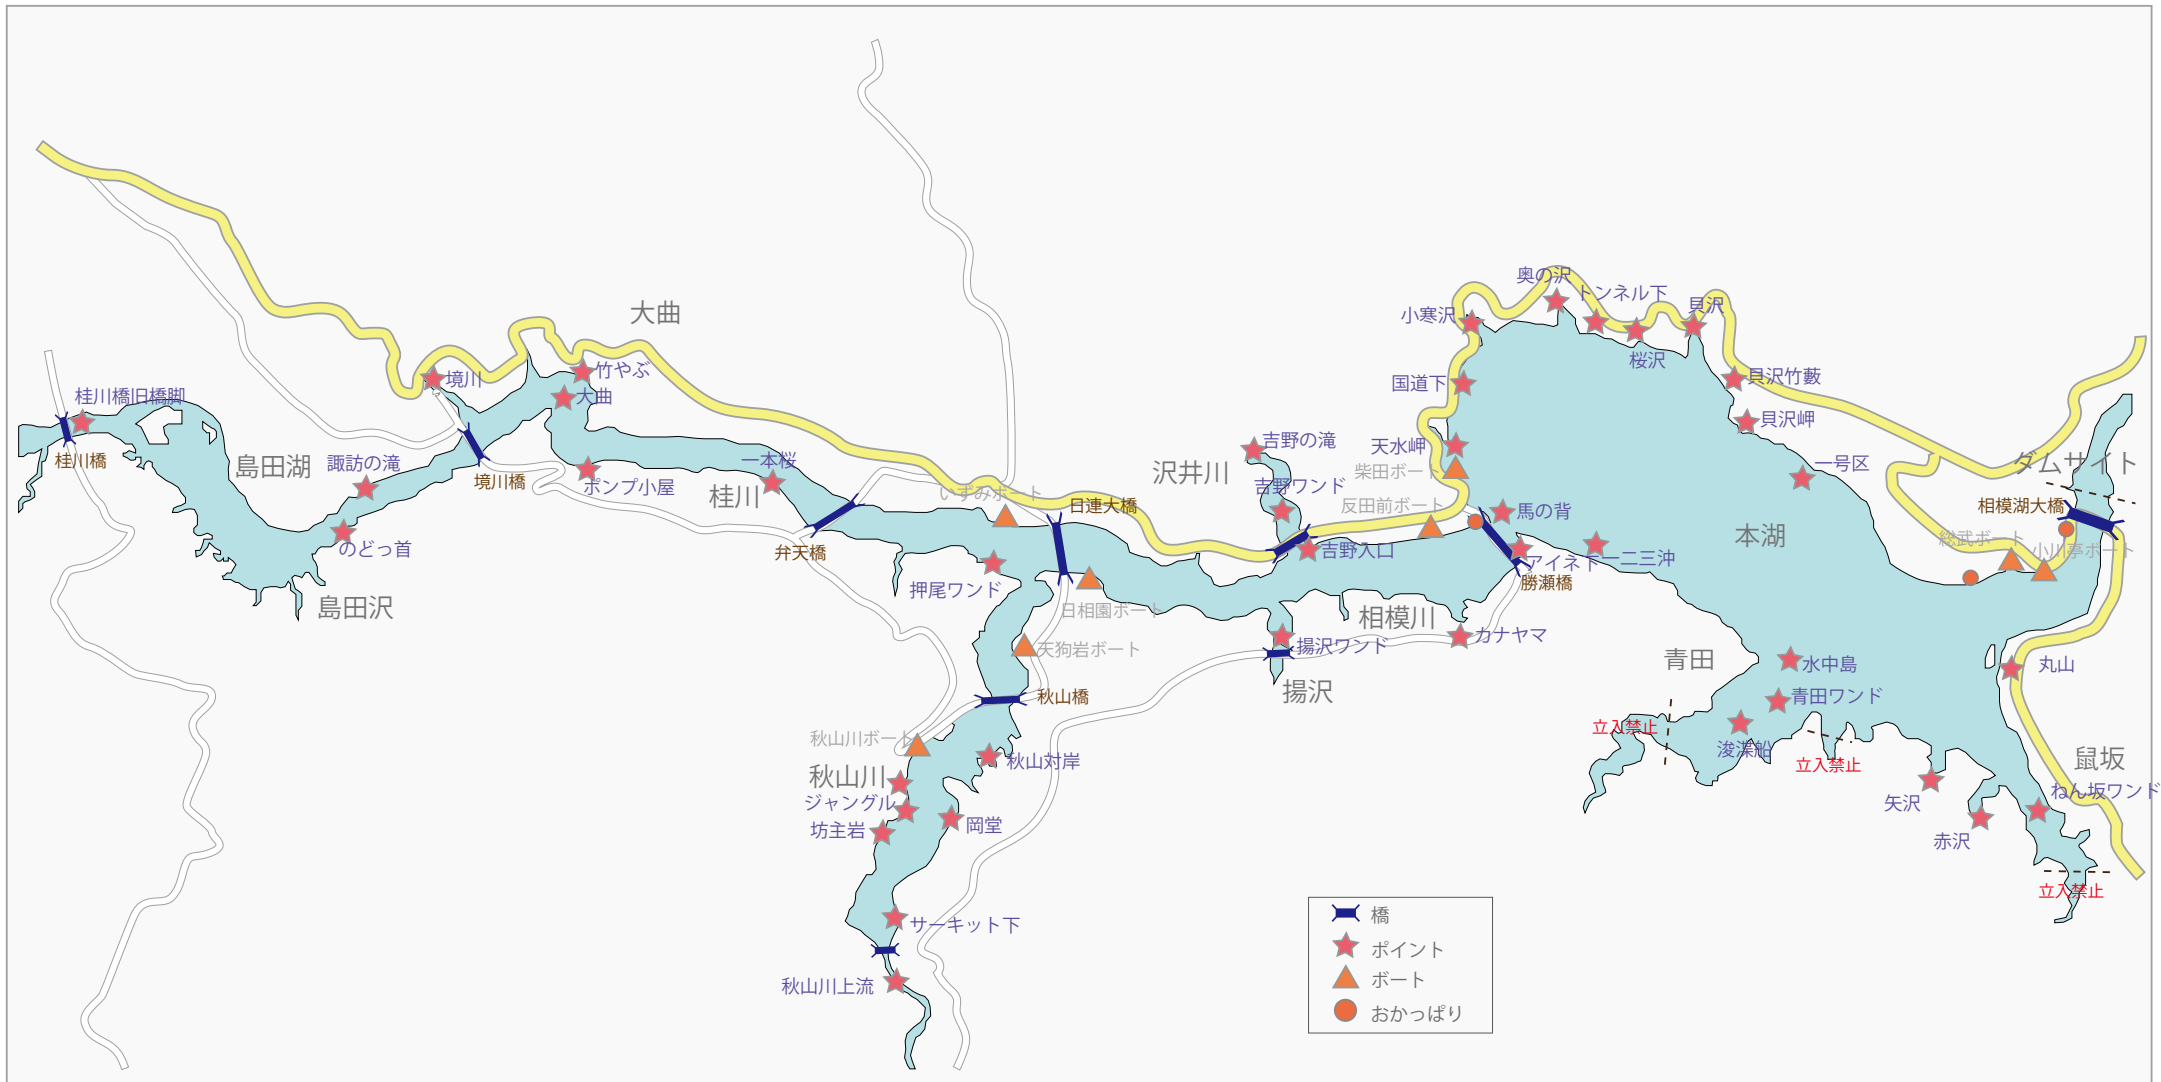 奥の沢
トンネル下
貝沢
大曲
小寒沢
桜沢
竹やぶ
境川
国道下
貝沢竹藪
桂川橋旧橋脚
大曲
貝沢岬
吉野の滝
天水岬
桂川橋
島田湖
諏訪の滝
一本桜
沢井川
柴田ボート
一号区
ダムサイト
境川橋
ポンプ小屋
桂川
いずみボート
日連大橋
吉野ワンド
反田前ボート
馬の背
相模湖大橋
本湖
のどっ首
弁天橋
吉野入口
アイネ下
一二三沖
総武ボート
小川亭ボート
押尾ワンド
勝瀬橋
島田沢
日相園ボート
相模川
カナヤマ
天狗岩ボート
揚沢ワンド
青田
水中島
丸山
秋山橋
揚沢
青田ワンド
立入禁止
秋山川ボート
浚渫船
立入禁止
鼠坂
秋山対岸
秋山川
ジャングル
矢沢
ねん坂ワンド
坊主岩
岡堂
赤沢
立入禁止
サーキット下
秋山川上流
橋
ポイント
ボート
おかっぱり